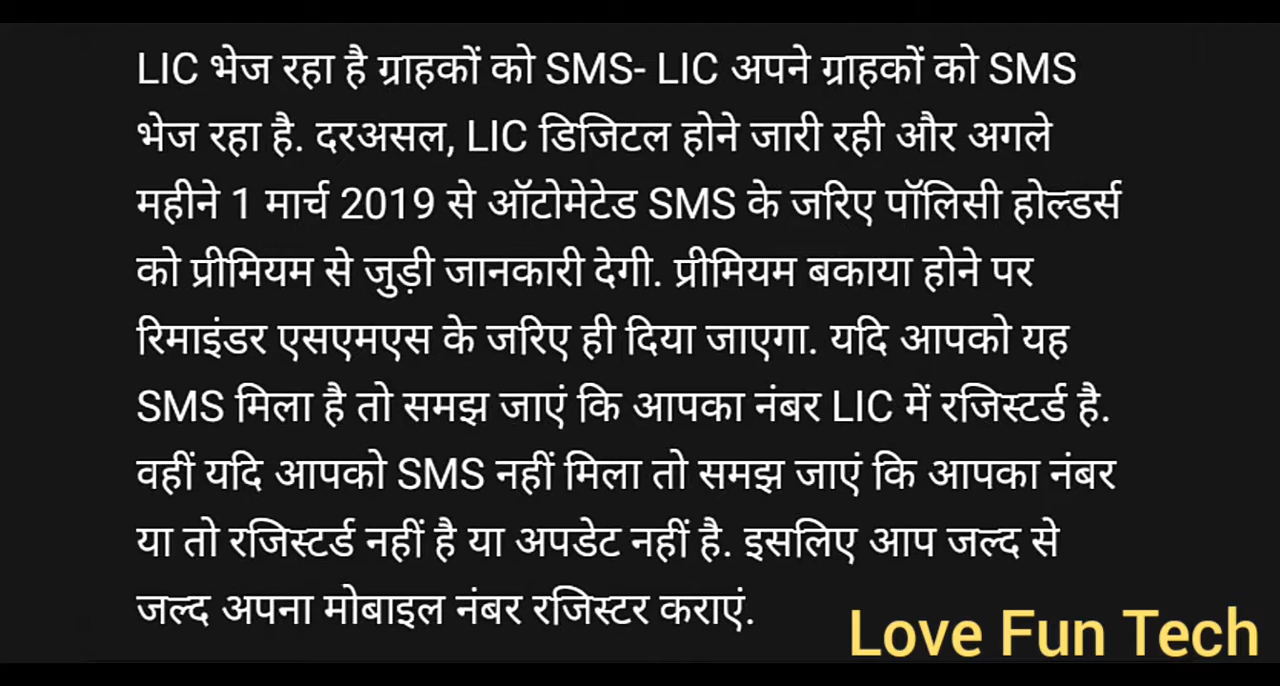 LIC भेज रहा है ग्राहकों को SMS- LIC अपने ग्राहकों को SMS
भेज रहा है. दरअसल, LIC डिजिटल होने जारी रही और अगले
महीने 1 मार्च 2019 से ऑटोमेटेड SMS के जरिए पॉलिसी होल्डर्स
को प्रीमियम से जुड़ी जानकारी देगी. प्रीमियम बकाया होने पर
रिमाइंडर एसएमएस के जरिए ही दिया जाएगा. यदि आपको यह
SMS मिला है तो समझ जाएं कि आपका नंबर LIC में रजिस्टर्ड है.
वहीं यदि आपको SMS नहीं मिला तो समझ जाएं कि आपका नंबर
या तो रजिस्टर्ड नहीं है या अपडेट नहीं है. इसलिए आप जल्द से
जल्द अपना मोबाइल नंबर रजिस्टर कराएं.
Love Fun Tech